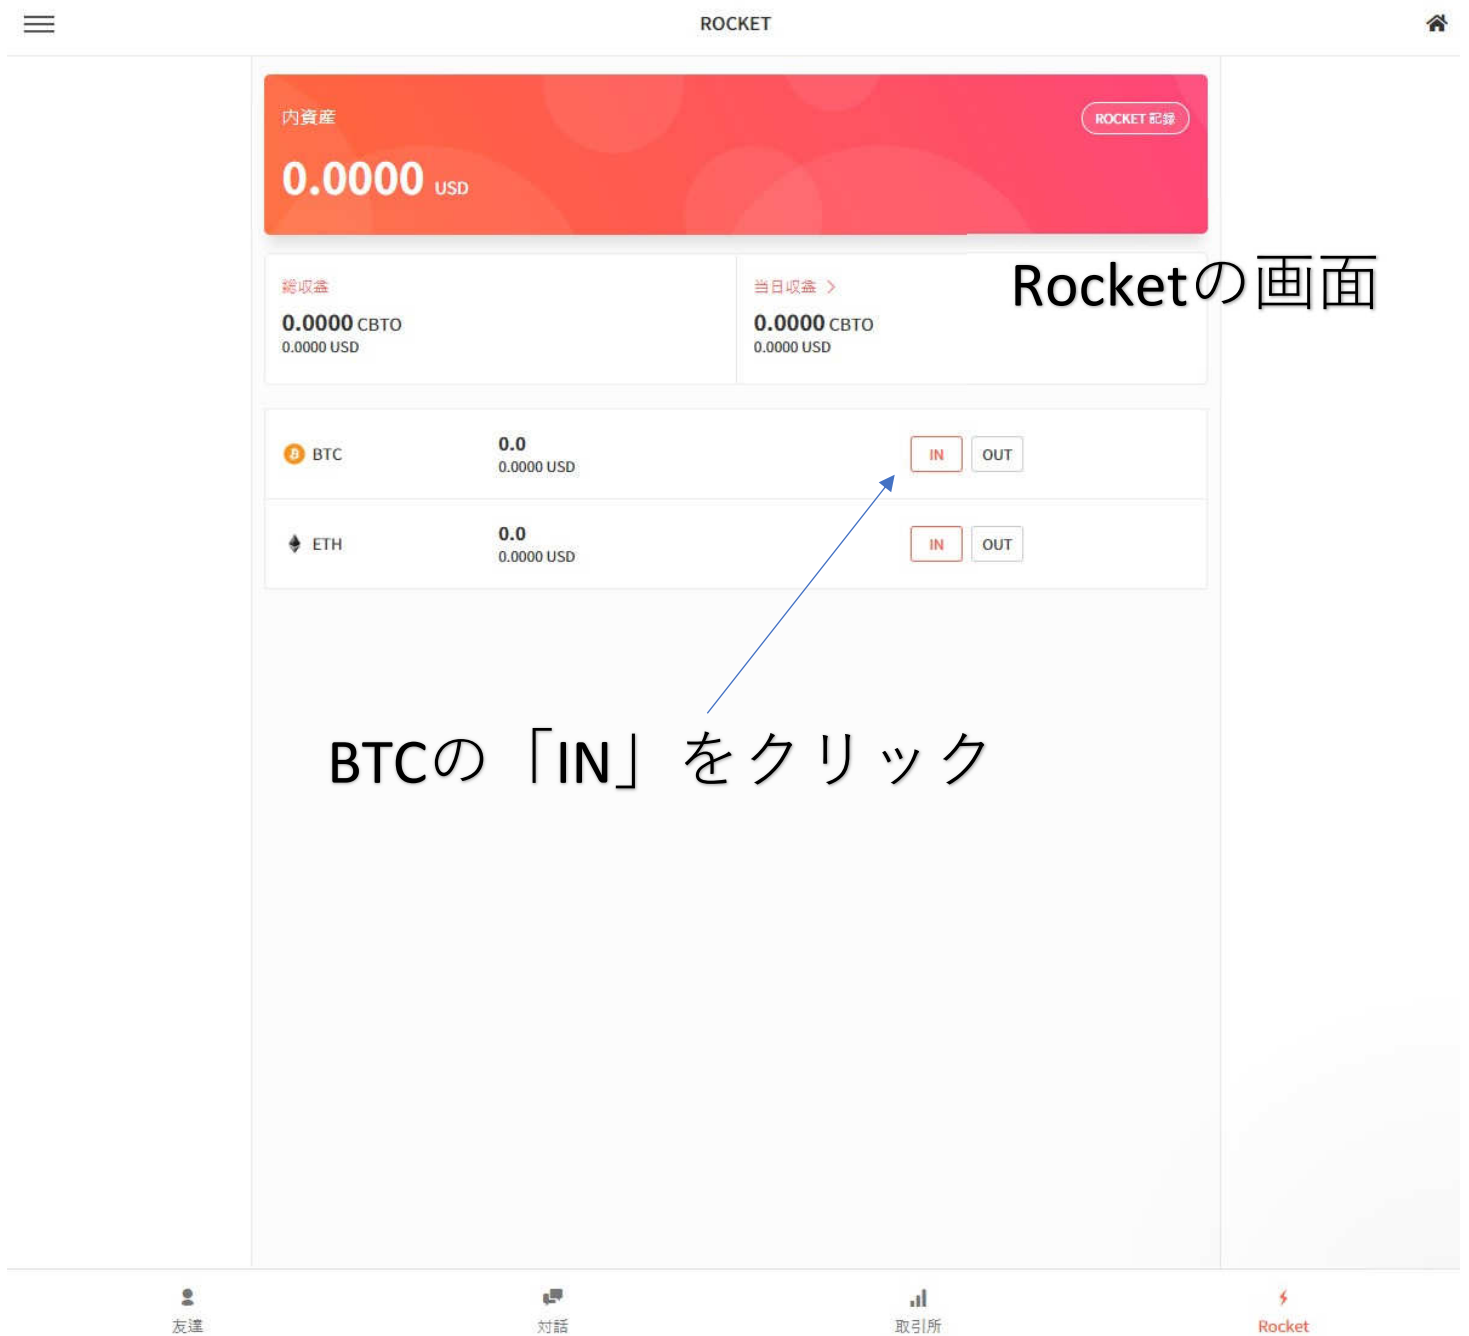 ROCKET
内資産
ROCKET 記録
0.0000 USD
Rocketの画面
総収益
0.0000 CBTO
0.0000 USD
当日収益 >
0.0000 CBTO
0.0000 USD
BTC
0.0
0.0000 USD
IN
OUT
ETH
0.0
0.0000 USD
IN
OUT
BTCの「IN」をクリック
友達
対話
取引所
Rocket